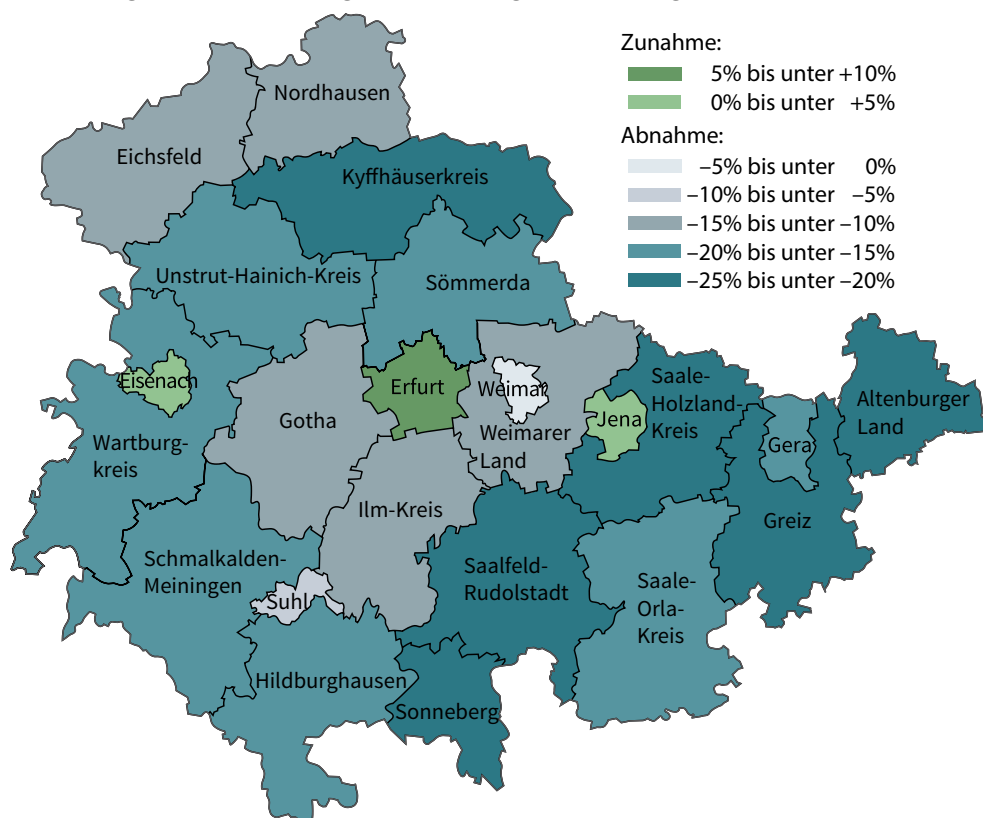 Zunahme:
5% bis unter +10%
0% bis unter +5%
Abnahme:
–5% bis unter 0%
–10% bis unter –5%
–15% bis unter –10%
–20% bis unter –15%
–25% bis unter –20%
Nordhausen
Eichsfeld
Kyffhäuserkreis
Unstrut-Hainich-Kreis
Sömmerda
Eisenach
Erfurt
Weimar
Saale-
Holzland-
Kreis
Altenburger
Land
Gotha
Jena
Weimarer
Land
Wartburg-
kreis
Gera
Ilm-Kreis
Greiz
Schmalkalden-
Meiningen
Saalfeld-
Rudolstadt
Saale-
Orla-
Kreis
Suhl
Hildburghausen
Sonneberg